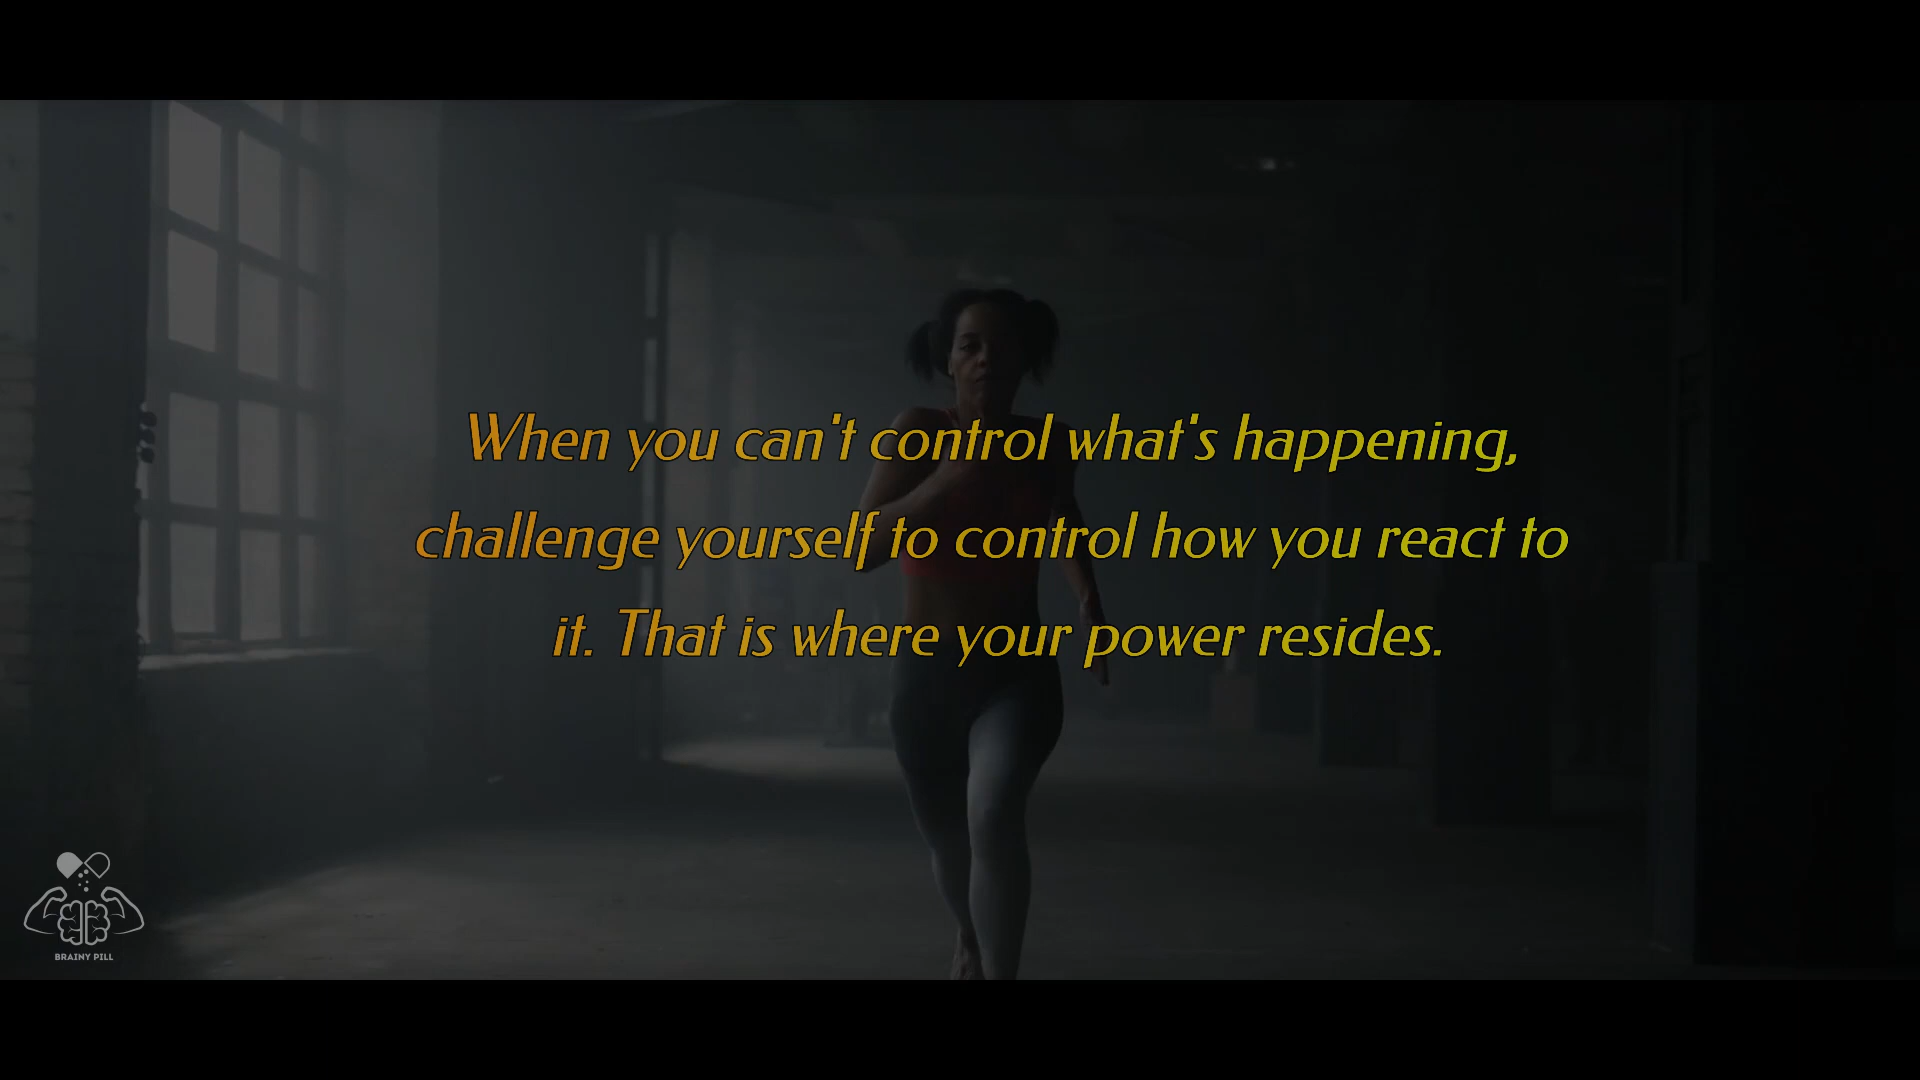 When you can't control what's happening,
challenge yourself to control how you react to
it. That is where your power resides.
BRAINY PILL